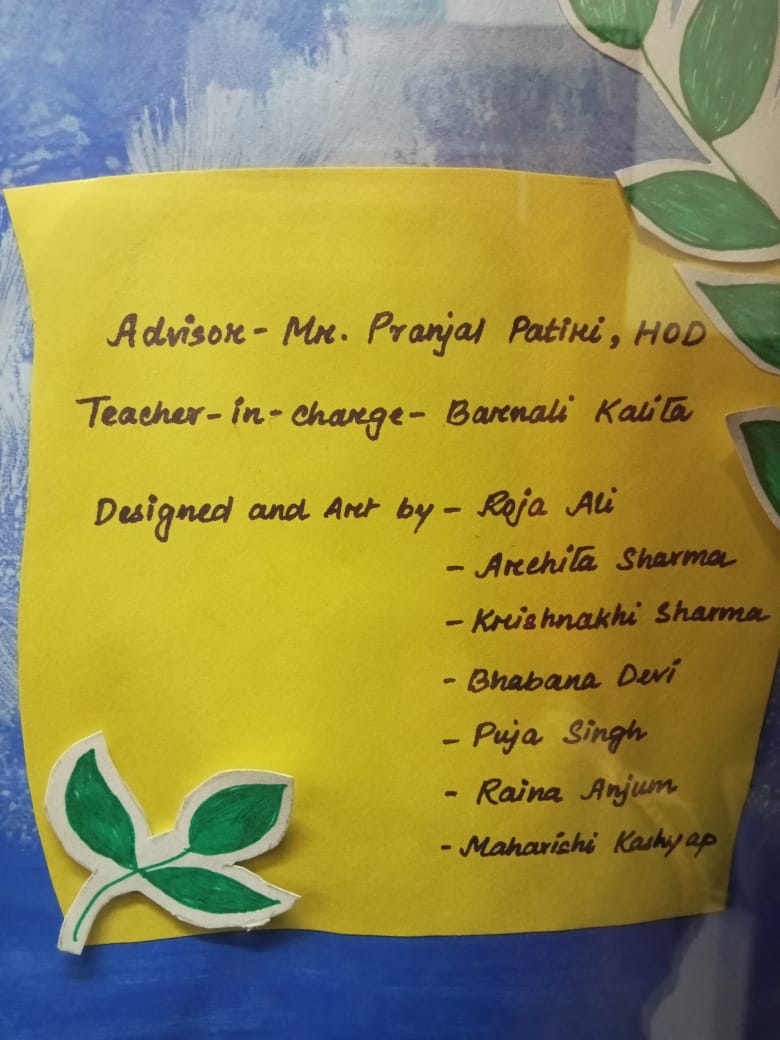 Advisor - Mr. Pranjal Patiri, HOD
Teacher-in-charge - Barnali Kalita
Designed and Art by - Roja Ali
- Archita Sharma
- Krishnakhi Sharma
- Bhabana Devi
- Puja Singh
- Raina Anjum
- Maharishi Kashyap